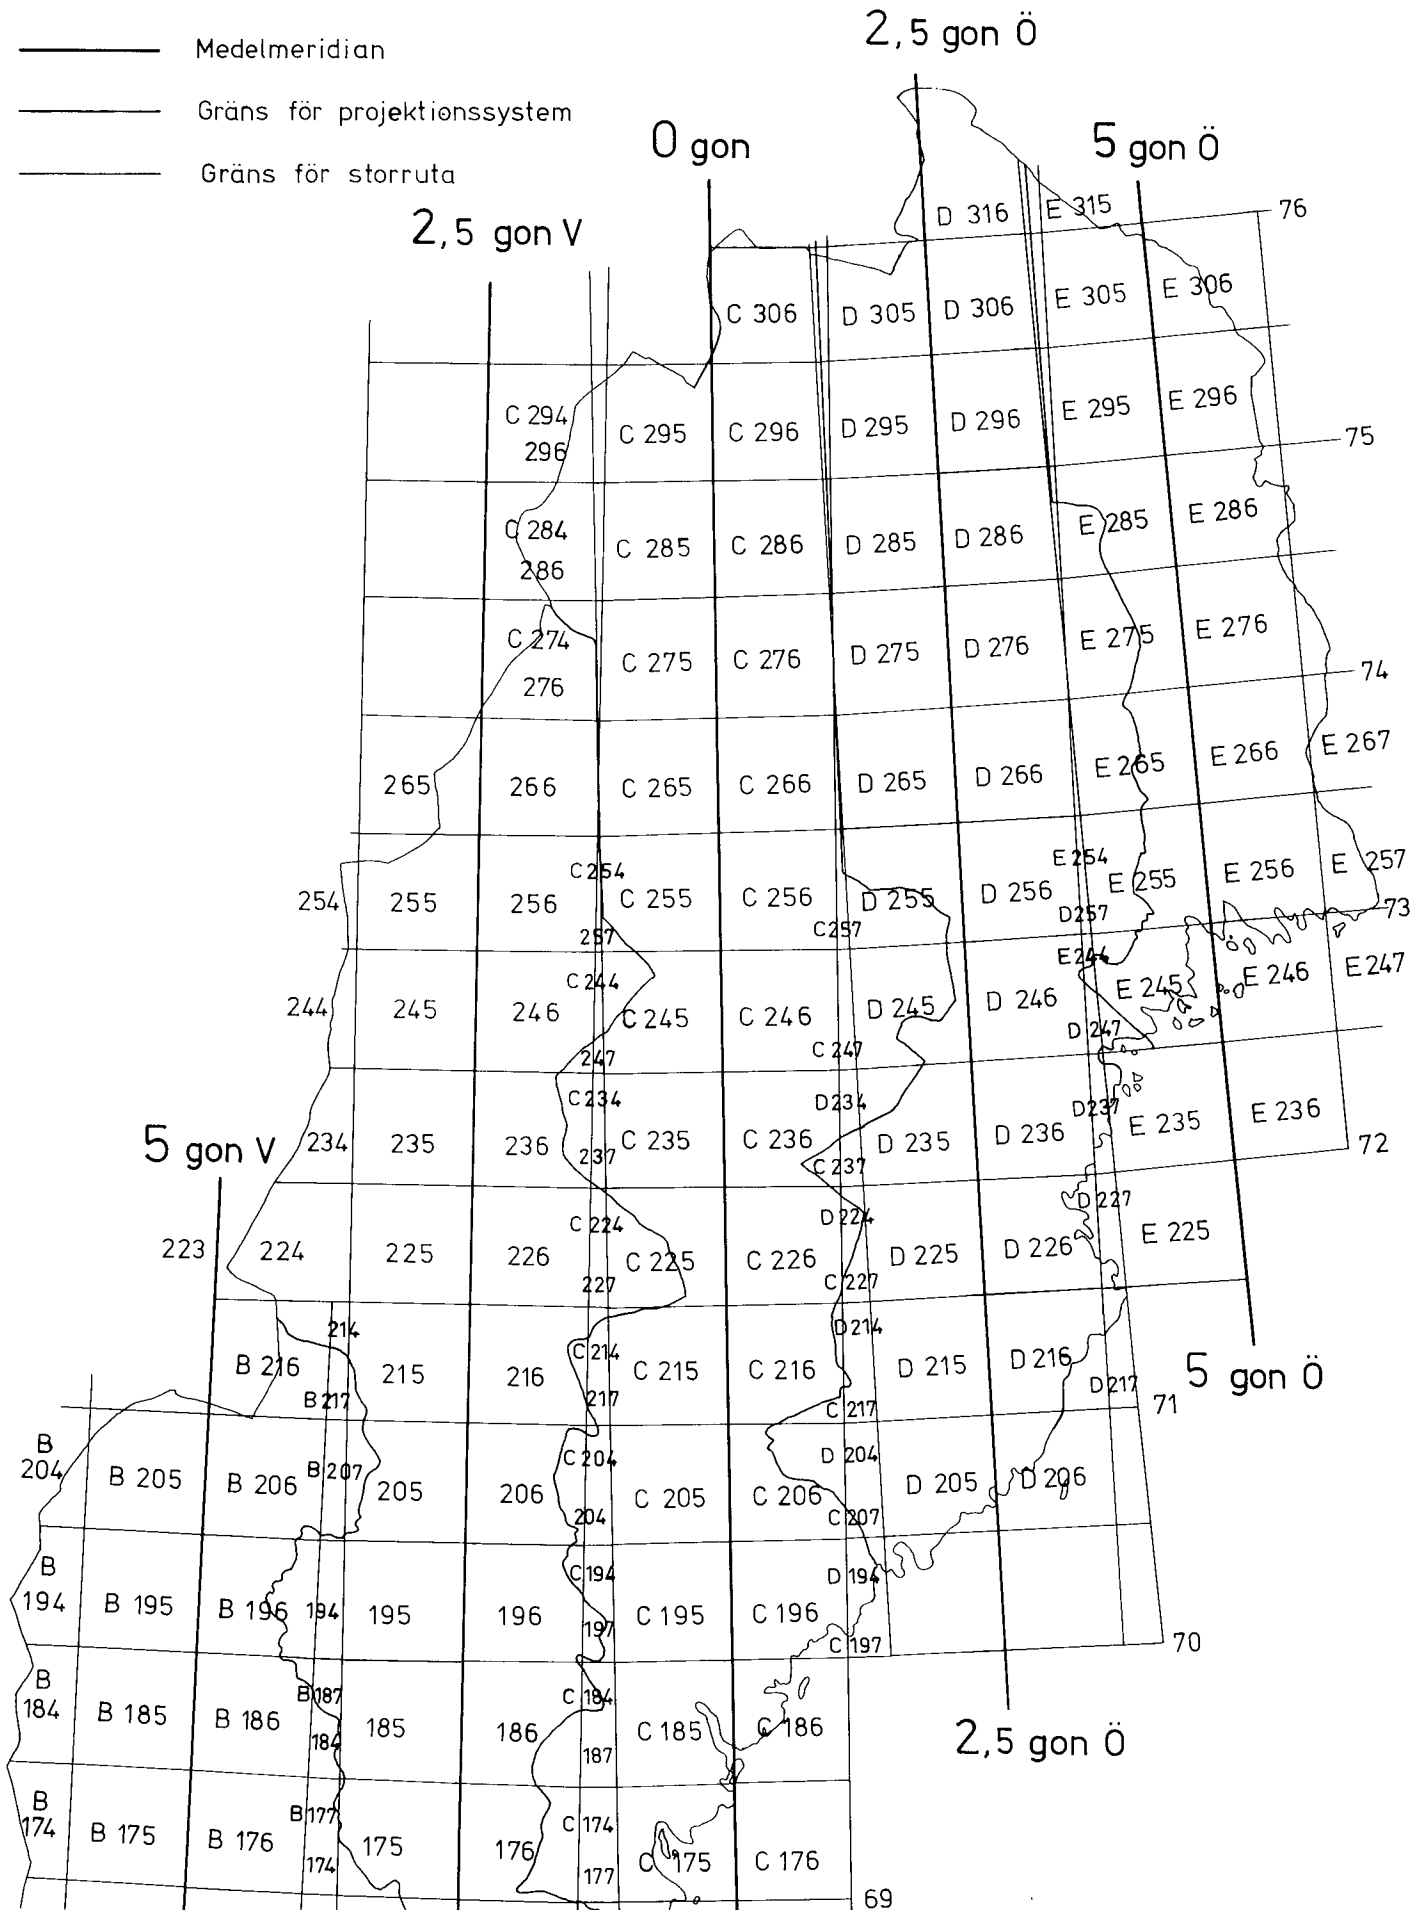 Medelmeridian
Gräns för projektionssystem
Gräns för storruta
2,5 gon Ö
0 gon
5 gon Ö
2,5 gon V
D 316 E 315 76
C 306 D 305 D 306 E 305 E 306
C 294 C 295 C 296 D 295 D 296 E 295 E 296
296
75
C 284 C 285 C 286 D 285 D 286 E 285 E 286
286
C 274 C 275 C 276 D 275 D 276 E 275 E 276
276
74
265 266 C 265 C 266 D 265 D 266 E 265 E 266 E 267
C 254 E 254
254 255 256 C 255 C 256 D 255 D 256 E 255 E 256 E 257
257 C 257 D 257 73
C 244 E 244
244 245 246 C 245 C 246 D 245 D 246 E 245 E 246 E 247
247 C 247 D 247
C 234 D 234 D 237
5 gon V
234 235 236 C 235 C 236 D 235 D 236 E 235 E 236
237 C 237 72
C 224 D 224 D 227
223 224 225 226 C 225 C 226 D 225 D 226 E 225
227 C 227
214 C 214 D 214
B 216 215 216 C 215 C 216 D 215 D 216
5 gon Ö
B 217 217 C 217 D 217 71
B
204 B 205 B 206 B 207 205 206 C 204 C 205 C 206 D 204 D 205 D 206
204 C 207
B C 194 D 194
194 B 195 B 196 194 195 196 C 195 C 196
197 C 197 70
B B 187 C 184
184 B 185 B 186 185 186 C 185 C 186
184 187
2,5 gon Ö
B B 177 C 174
174 B 175 B 176 175 176 C 175 C 176
174 177
69